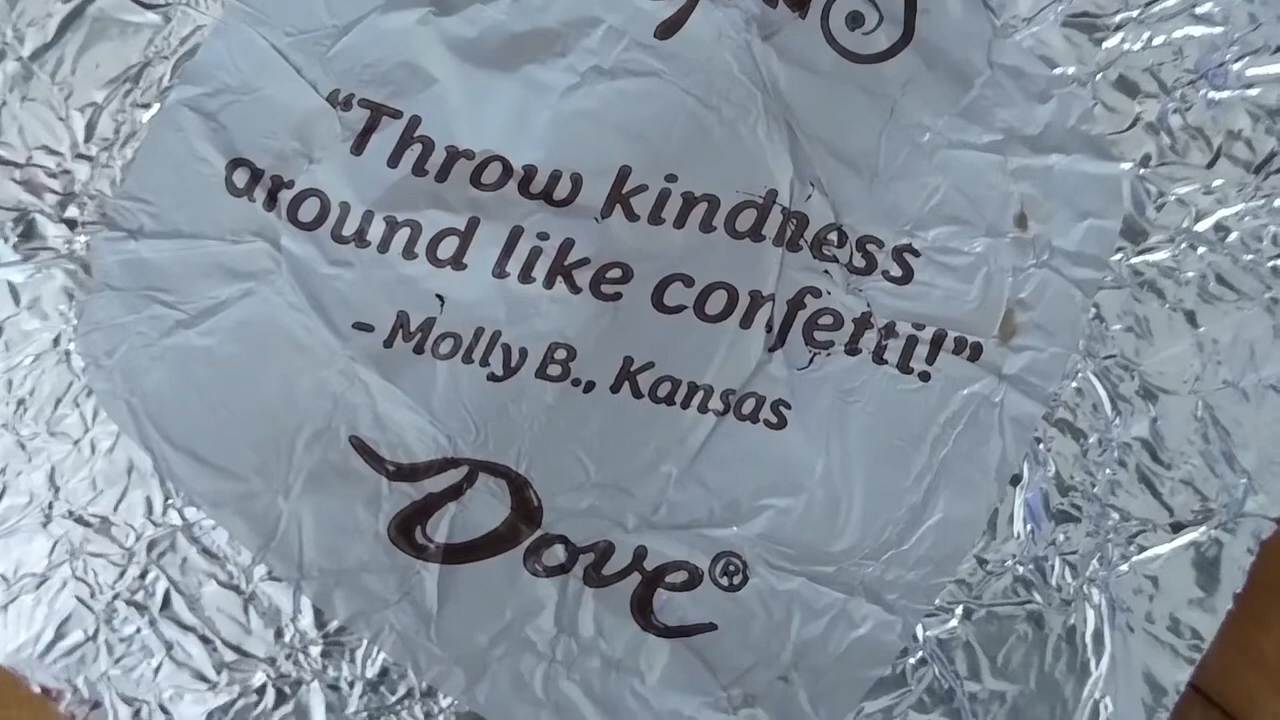 “Throw kindness
around like confetti!”
- Molly B., Kansas
Dove®